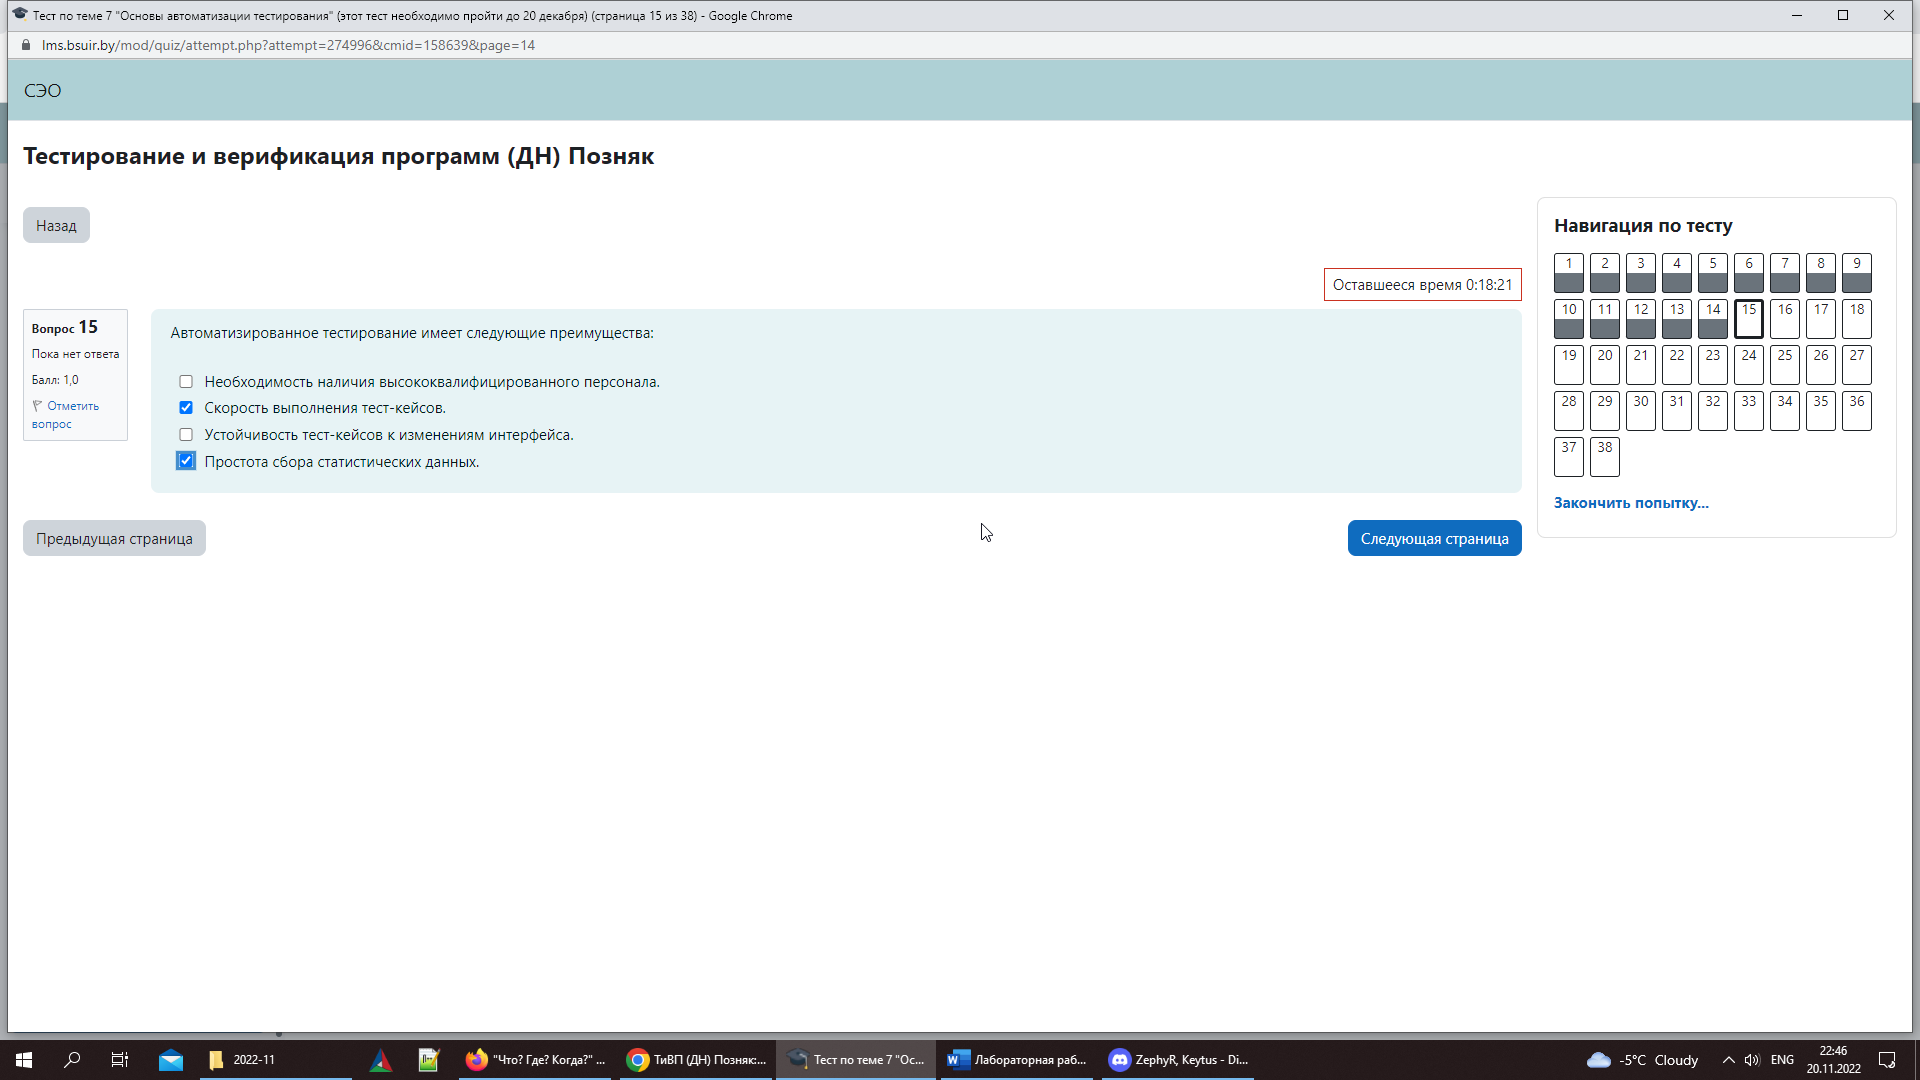 Тест по теме 7 "Основы автоматизации тестирования" (этот тест необходимо пройти до 20 декабря) (страница 15 из 38) - Google Chrome
lms.bsuir.by/mod/quiz/attempt.php?attempt=274996&cmid=158639&page=14
СЭО
Тестирование и верификация программ (ДН) Позняк
Назад
Оставшееся время 0:18:21
Вопрос 15
Пока нет ответа
Балл: 1,0
Отметить
вопрос
Автоматизированное тестирование имеет следующие преимущества:
Необходимость наличия высококвалифицированного персонала.
Скорость выполнения тест-кейсов.
Устойчивость тест-кейсов к изменениям интерфейса.
Простота сбора статистических данных.
Предыдущая страница
Следующая страница
Навигация по тесту
1 2 3 4 5 6 7 8 9
10 11 12 13 14 15 16 17 18
19 20 21 22 23 24 25 26 27
28 29 30 31 32 33 34 35 36
37 38
Закончить попытку...
2022-11
"Что? Где? Когда?" ...
ТиВП (ДН) Позняк:...
Тест по теме 7 "Ос...
Лабораторная раб...
ZephyR, Keytus - Di...
-5°C Cloudy
ENG
22:46
20.11.2022